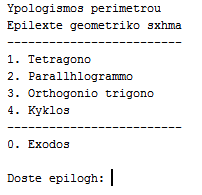 Ypologismos perimetrou
Epilexte geometriko sxhma
-------------------------
1. Tetragono
2. Parallhlogrammo
3. Orthogonio trigono
4. Kyklos
-------------------------
0. Exodos
Doste epilogh: